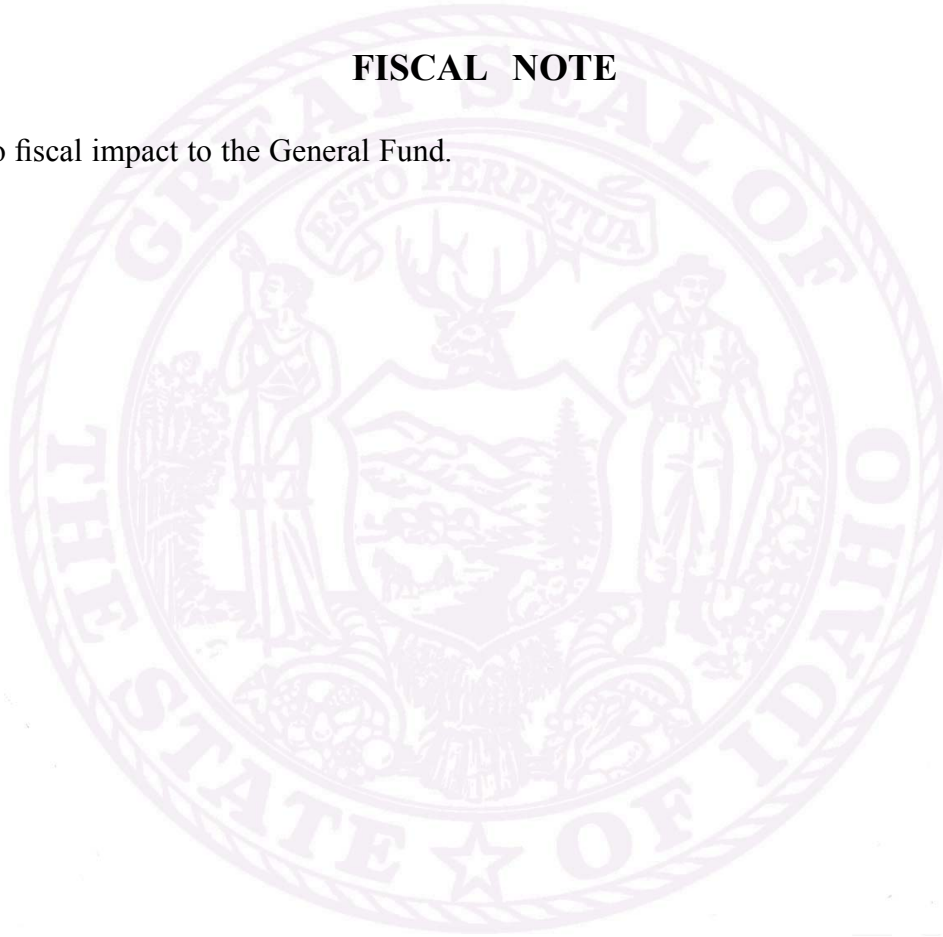 FISCAL NOTE
o fiscal impact to the General Fund.
THE GREAT SEAL OF
ESTO PERPETUA
STATE ★ OF IDAHO